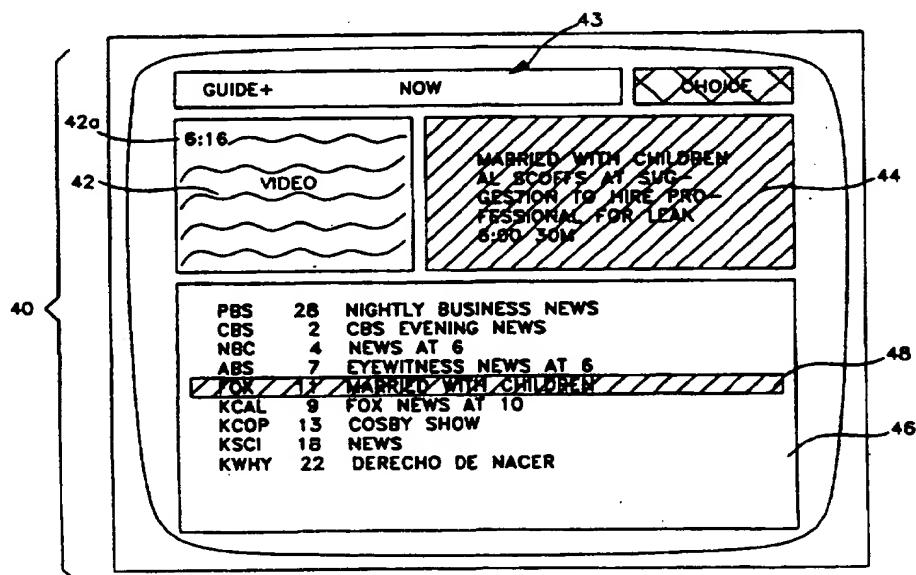 43
GUIDE+ NOW CHOICE
42a
6:16
42
VIDEO
MARRIED WITH CHILDREN
AL SCOFFS AT SUG-
GESTION TO HIRE PRO-
FESSIONAL FOR LEAK
6:00 30M
44
40
PBS 28 NIGHTLY BUSINESS NEWS
CBS 2 CBS EVENING NEWS
NBC 4 NEWS AT 6
ABS 7 EYEWITNESS NEWS AT 6
48
FOX 11 MARRIED WITH CHILDREN
KCAL 9 FOX NEWS AT 10
KCOP 13 COSBY SHOW
46
KSCI 18 NEWS
KWHY 22 DERECHO DE NACER